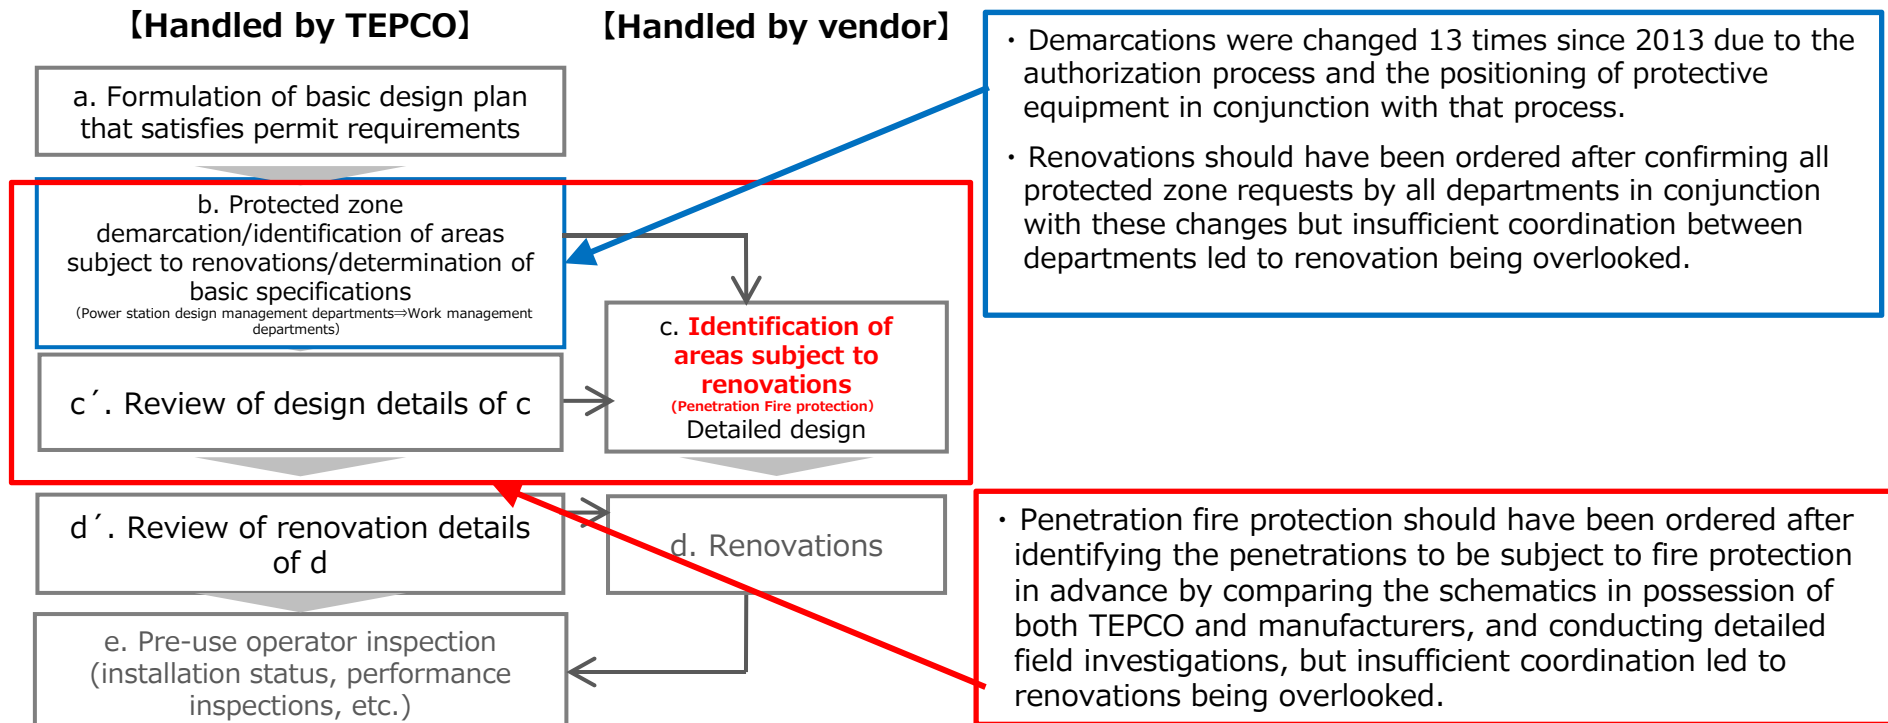 【Handled by TEPCO】
【Handled by vendor】
a. Formulation of basic design plan
that satisfies permit requirements
b. Protected zone
demarcation/identification of areas
subject to renovations/determination of
basic specifications
(Power station design management departments⇒Work management
departments)
c´. Review of design details of c
c. Identification of
areas subject to
renovations
(Penetration Fire protection)
Detailed design
d´. Review of renovation details
of d
d. Renovations
e. Pre-use operator inspection
(installation status, performance
inspections, etc.)
・Demarcations were changed 13 times since 2013 due to the
authorization process and the positioning of protective
equipment in conjunction with that process.
・Renovations should have been ordered after confirming all
protected zone requests by all departments in conjunction
with these changes but insufficient coordination between
departments led to renovation being overlooked.
・Penetration fire protection should have been ordered after
identifying the penetrations to be subject to fire protection
in advance by comparing the schematics in possession of
both TEPCO and manufacturers, and conducting detailed
field investigations, but insufficient coordination led to
renovations being overlooked.